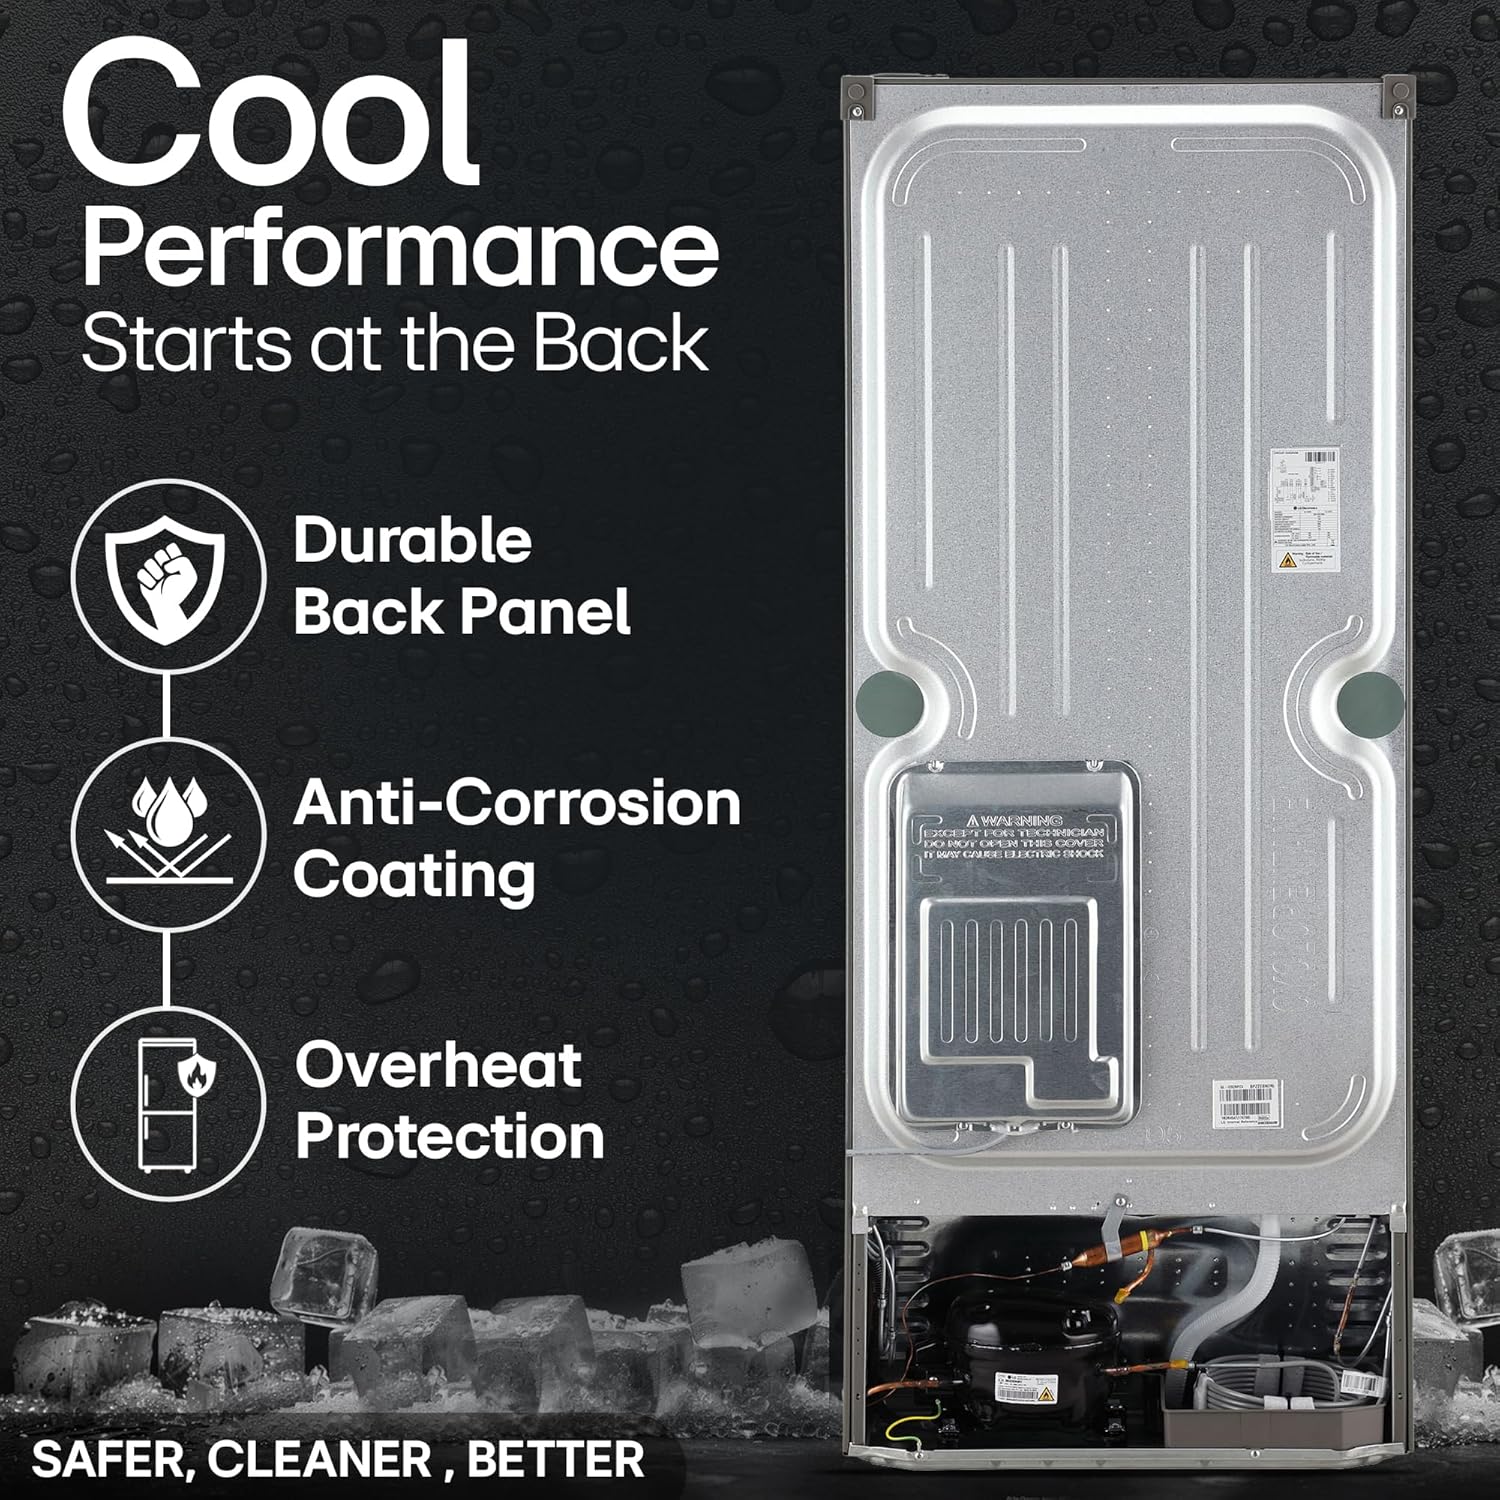 Cool
Performance
Starts at the Back
Durable
Back Panel
Anti-Corrosion
Coating
Overheat
Protection
SAFER, CLEANER , BETTER
⚠ WARNING
EXCEPT FOR TECHNICIAN
DO NOT OPEN THIS COVER
IT MAY CAUSE ELECTRIC SHOCK